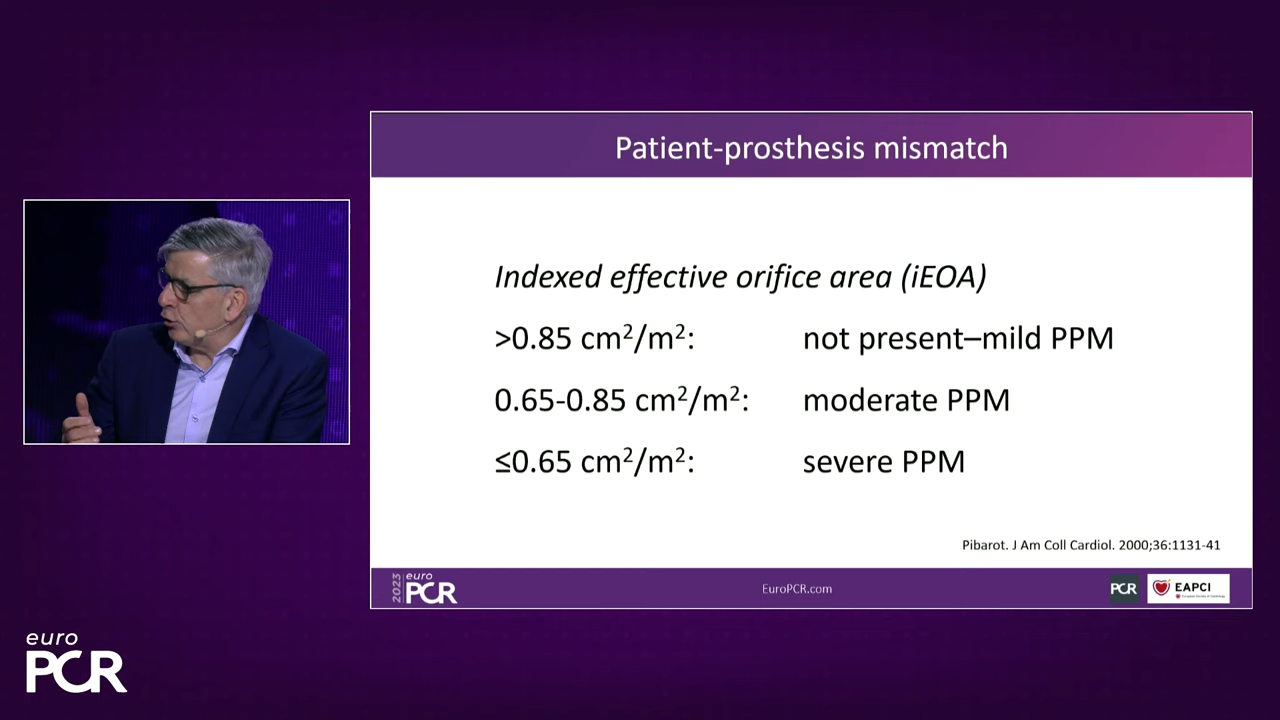 Patient-prosthesis mismatch
Indexed effective orifice area (iEOA)
>0.85 cm²/m²: not present–mild PPM
0.65-0.85 cm²/m²: moderate PPM
≤0.65 cm²/m²: severe PPM
Pibarot. J Am Coll Cardiol. 2000;36:1131-41
2023 euro PCR
EuroPCR.com
PCR
EAPCI
euro
PCR